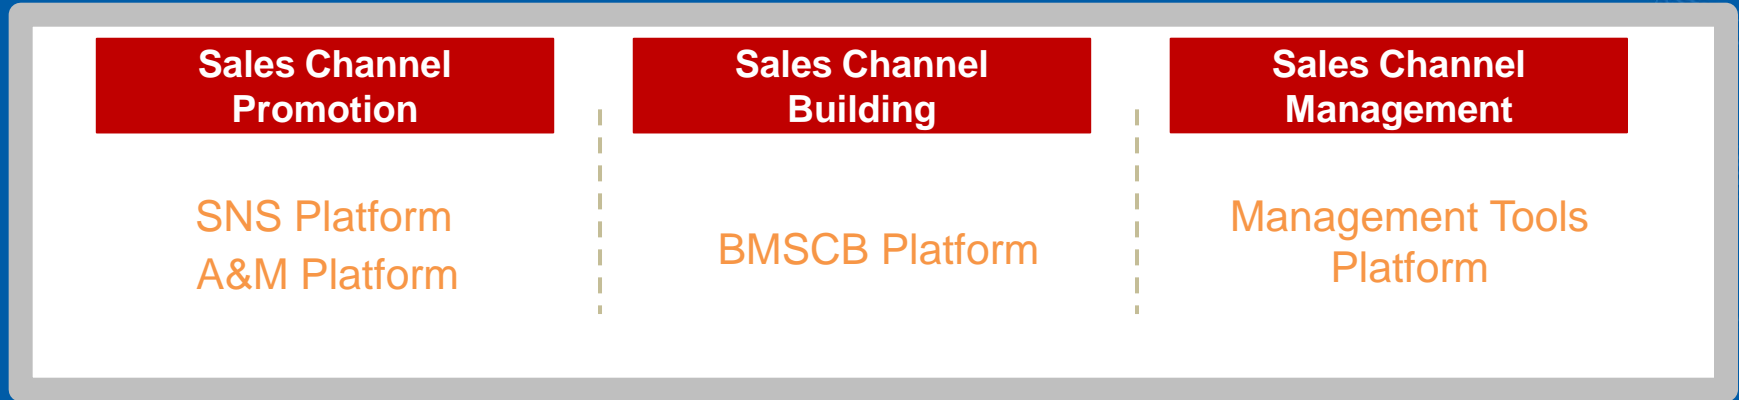 Sales Channel
Promotion
SNS Platform
A&M Platform
Sales Channel
Building
BMSCB Platform
Sales Channel
Management
Management Tools
Platform